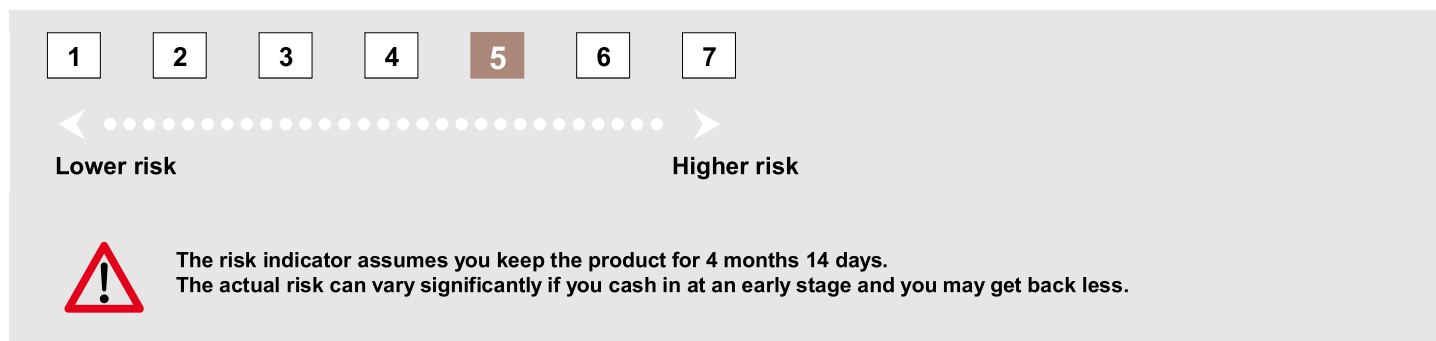 1 2 3 4 5 6 7
Lower risk Higher risk
The risk indicator assumes you keep the product for 4 months 14 days.
The actual risk can vary significantly if you cash in at an early stage and you may get back less.